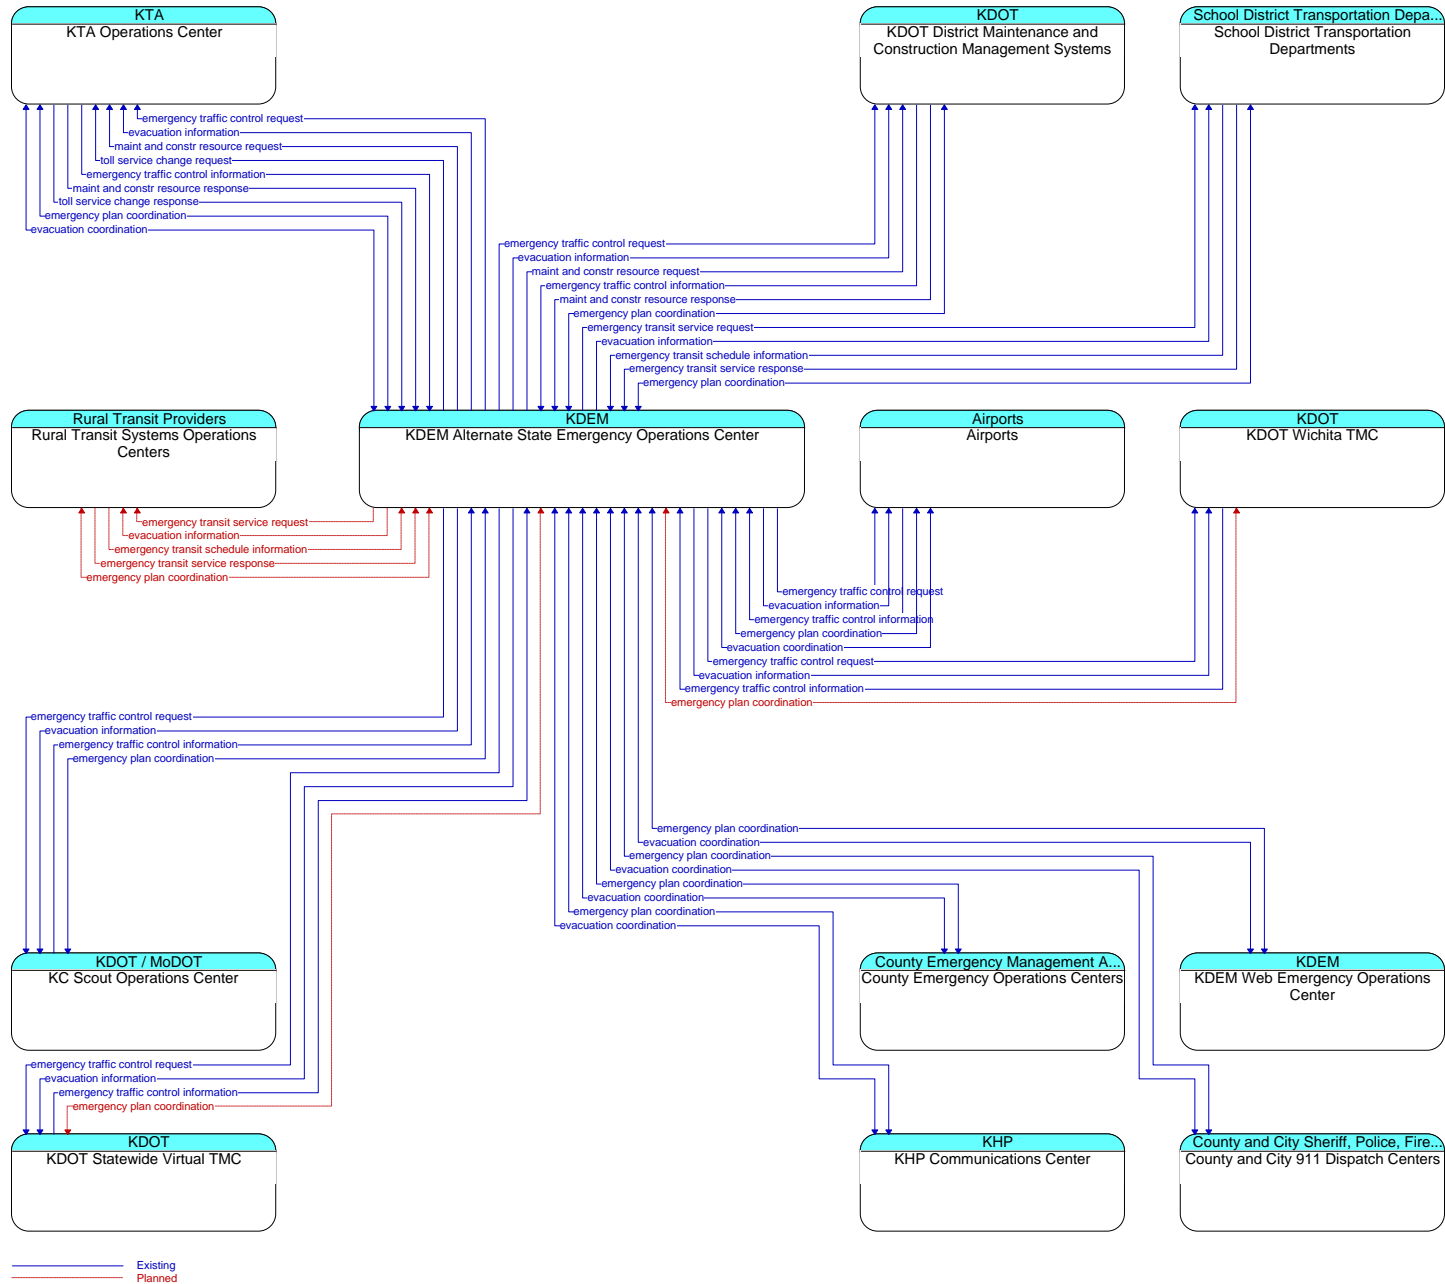 KTA
KTA Operations Center
KDOT
KDOT District Maintenance and
Construction Management Systems
School District Transportation Depa...
School District Transportation
Departments
emergency traffic control request
evacuation information
maint and constr resource request
toll service change request
emergency traffic control information
maint and constr resource response
toll service change response
emergency plan coordination
evacuation coordination
emergency traffic control request
evacuation information
maint and constr resource request
emergency traffic control information
maint and constr resource response
emergency plan coordination
emergency transit service request
evacuation information
emergency transit schedule information
emergency transit service response
emergency plan coordination
Rural Transit Providers
Rural Transit Systems Operations
Centers
KDEM
KDEM Alternate State Emergency Operations Center
Airports
Airports
KDOT
KDOT Wichita TMC
emergency transit service request
evacuation information
emergency transit schedule information
emergency transit service response
emergency plan coordination
emergency traffic control request
evacuation information
emergency traffic control information
emergency plan coordination
evacuation coordination
emergency traffic control request
evacuation information
emergency traffic control information
emergency plan coordination
emergency traffic control request
evacuation information
emergency traffic control information
emergency plan coordination
emergency plan coordination
evacuation coordination
emergency plan coordination
evacuation coordination
emergency plan coordination
evacuation coordination
emergency plan coordination
evacuation coordination
KDOT / MoDOT
KC Scout Operations Center
County Emergency Management A...
County Emergency Operations Centers
KDEM
KDEM Web Emergency Operations
Center
emergency traffic control request
evacuation information
emergency traffic control information
emergency plan coordination
KDOT
KDOT Statewide Virtual TMC
KHP
KHP Communications Center
County and City Sheriff, Police, Fire...
County and City 911 Dispatch Centers
Existing
Planned